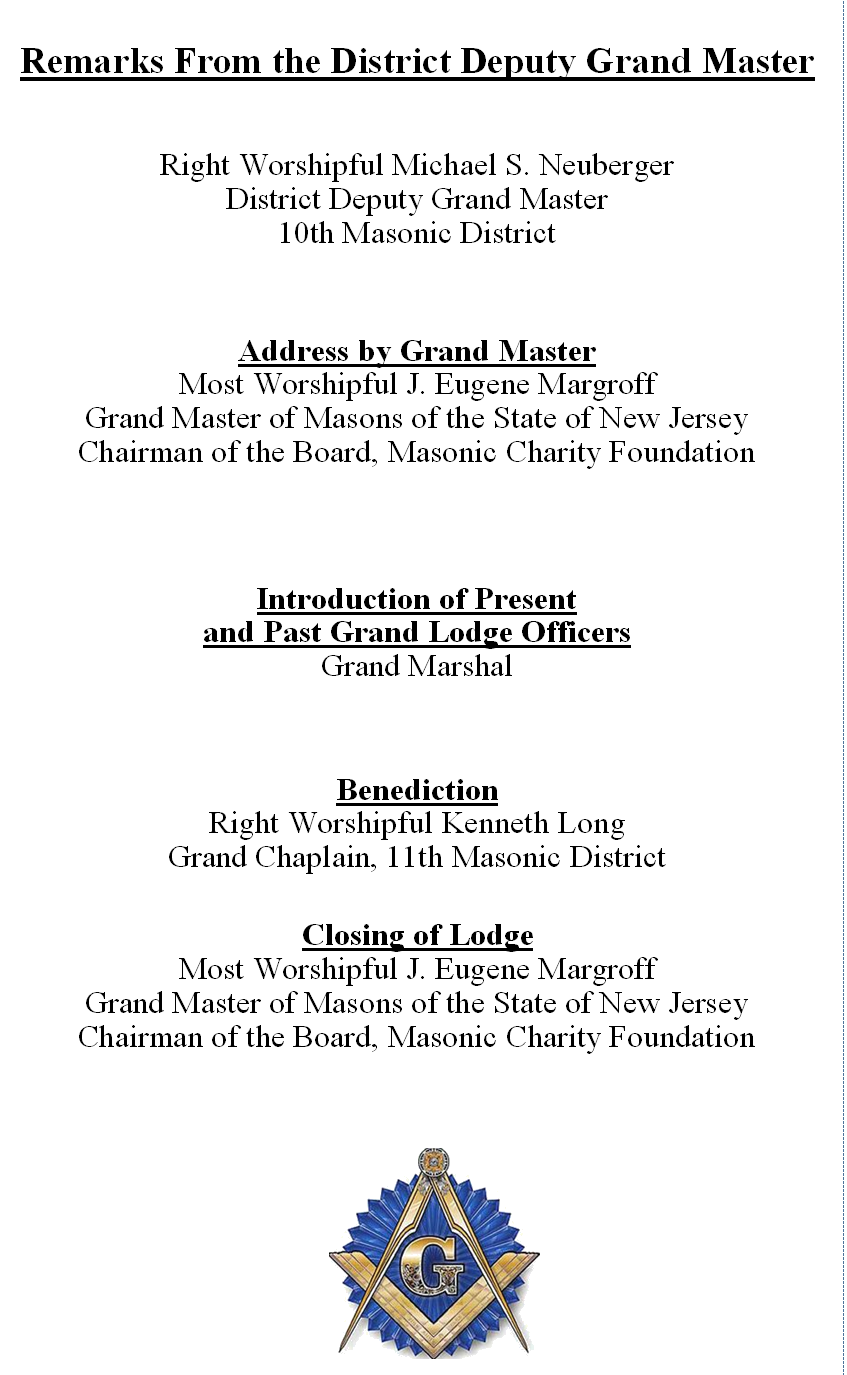 Remarks From the District Deputy Grand Master
Right Worshipful Michael S. Neuberger
District Deputy Grand Master
10th Masonic District
Address by Grand Master
Most Worshipful J. Eugene Margroff
Grand Master of Masons of the State of New Jersey
Chairman of the Board, Masonic Charity Foundation
Introduction of Present
and Past Grand Lodge Officers
Grand Marshal
Benediction
Right Worshipful Kenneth Long
Grand Chaplain, 11th Masonic District
Closing of Lodge
Most Worshipful J. Eugene Margroff
Grand Master of Masons of the State of New Jersey
Chairman of the Board, Masonic Charity Foundation
G